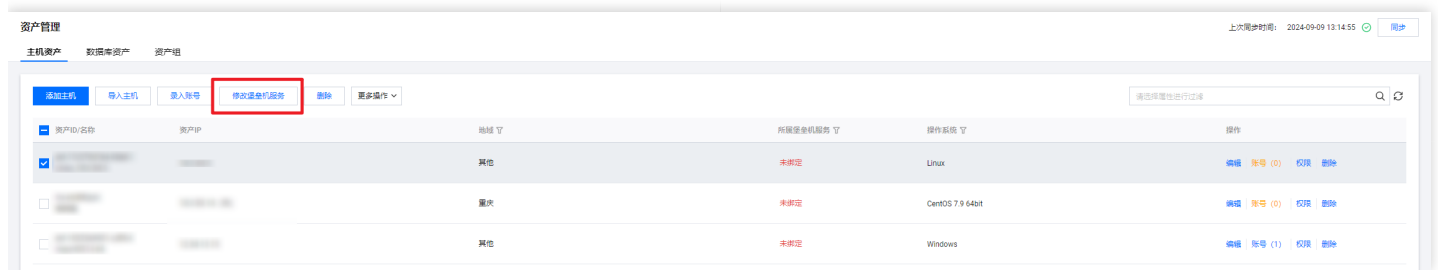 资产管理
上次同步时间： 2024-09-09 13:14:55 同步
主机资产 数据库资产 资产组
添加主机 导入主机 录入账号 修改堡垒机服务 删除 更多操作
请选择属性进行过滤
资产ID/名称 资产IP 地域 所属堡垒机服务 操作系统 操作
其他 未绑定 Linux 编辑 账号 (0) 权限 删除
重庆 未绑定 CentOS 7.9 64bit 编辑 账号 (0) 权限 删除
其他 未绑定 Windows 编辑 账号 (1) 权限 删除